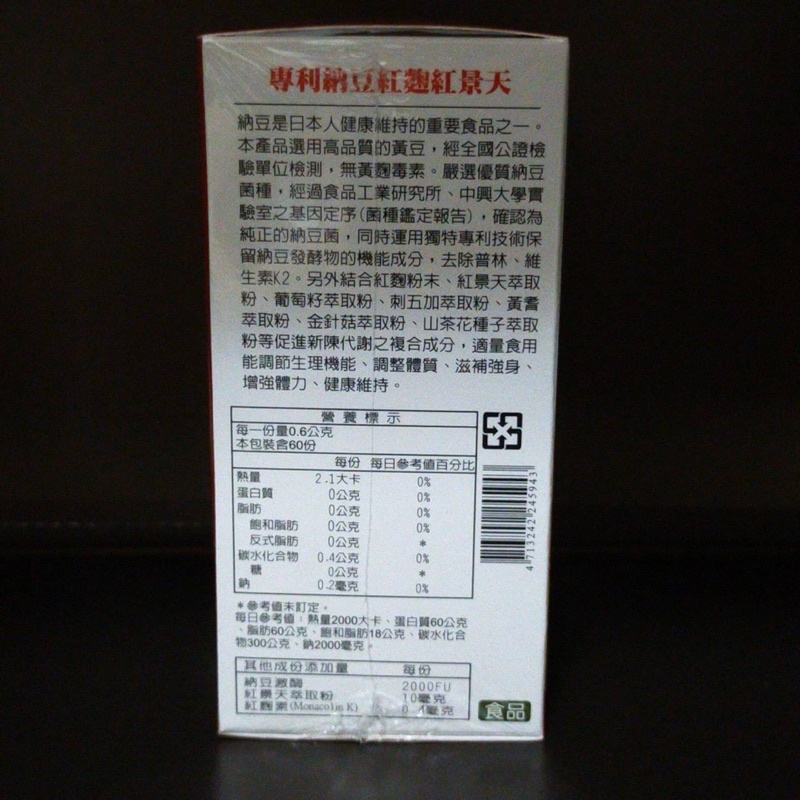 專利納豆紅麴紅景天
納豆是日本人健康維持的重要食品之一。
本產品選用高品質的黃豆，經全國公證檢
驗單位檢測，無黃麴毒素。嚴選優質納豆
菌種，經過食品工業研究所、中興大學實
驗室之基因定序(菌種鑑定報告)，確認為
純正的納豆菌，同時運用獨特專利技術保
留納豆發酵物的機能成分，去除普林、維
生素K2。另外結合紅麴粉末、紅景天萃取
粉、葡萄籽萃取粉、刺五加萃取粉、黃耆
萃取粉、金針菇萃取粉、山茶花種子萃取
粉等促進新陳代謝之複合成分，適量食用
能調節生理機能、調整體質、滋補強身、
增強體力、健康維持。
營養標示
每一份量0.6公克
本包裝含60份
每份 每日參考值百分比
熱量 2.1大卡 0%
蛋白質 0公克 0%
脂肪 0公克 0%
飽和脂肪 0公克 0%
反式脂肪 0公克 *
碳水化合物 0.4公克 0%
糖 0公克 *
鈉 0.2毫克 0%
*參考值未訂定。
每日參考值：熱量2000大卡、蛋白質60公克
、脂肪60公克、飽和脂肪18公克、碳水化合
物300公克、鈉2000毫克。
其他成份添加量 每份
納豆激酶 2000FU
紅景天萃取粉 10毫克
紅麴素(Monacolin K) 毫克
4 713242 245943
食品